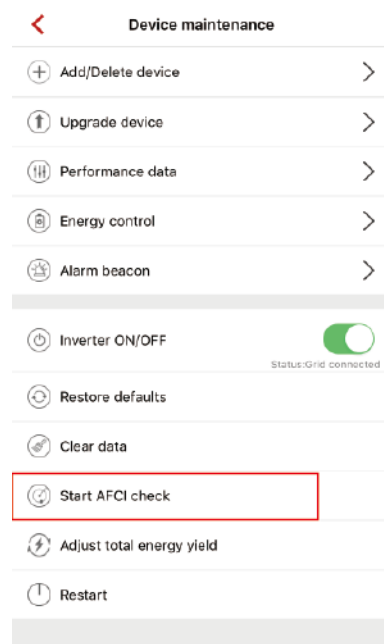 Device maintenance
Add/Delete device
Upgrade device
Performance data
Energy control
Alarm beacon
Inverter ON/OFF
Status:Grid connected
Restore defaults
Clear data
Start AFCI check
Adjust total energy yield
Restart